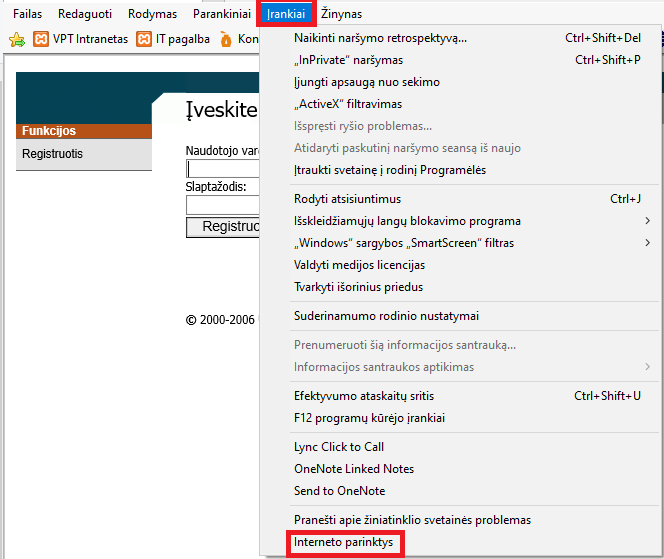 Failas Redaguoti Rodymas Parankiniai Įrankiai Žinynas
VPT Intranetas IT pagalba
Funkcijos
Registruotis
Įveskite
Naudotojo
Slaptažodis:
© 2000-2006
Naikinti naršymo retrospektyvą... Ctrl+Shift+Del
„InPrivate“ naršymas Ctrl+Shift+P
Įjungti apsaugą nuo sekimo
„ActiveX“ filtravimas
Išspręsti ryšio problemas...
Atidaryti paskutinį naršymo seansą iš naujo
Įtraukti svetainę į rodinį Programėlės
Rodyti atsisiuntimus Ctrl+J
Išskleidžiamųjų langų blokavimo programa
„Windows“ sargybos „SmartScreen“ filtras
Valdyti medijos licencijas
Tvarkyti išorinius priedus
Suderinamumo rodinio nustatymai
Prenumeruoti šią informacijos santrauką...
Informacijos santraukos aptikimas
Efektyvumo ataskaitų sritis Ctrl+Shift+U
F12 programų kūrėjo įrankiai
Lync Click to Call
OneNote Linked Notes
Send to OneNote
Pranešti apie žiniatinklio svetainės problemas
Interneto parinktys